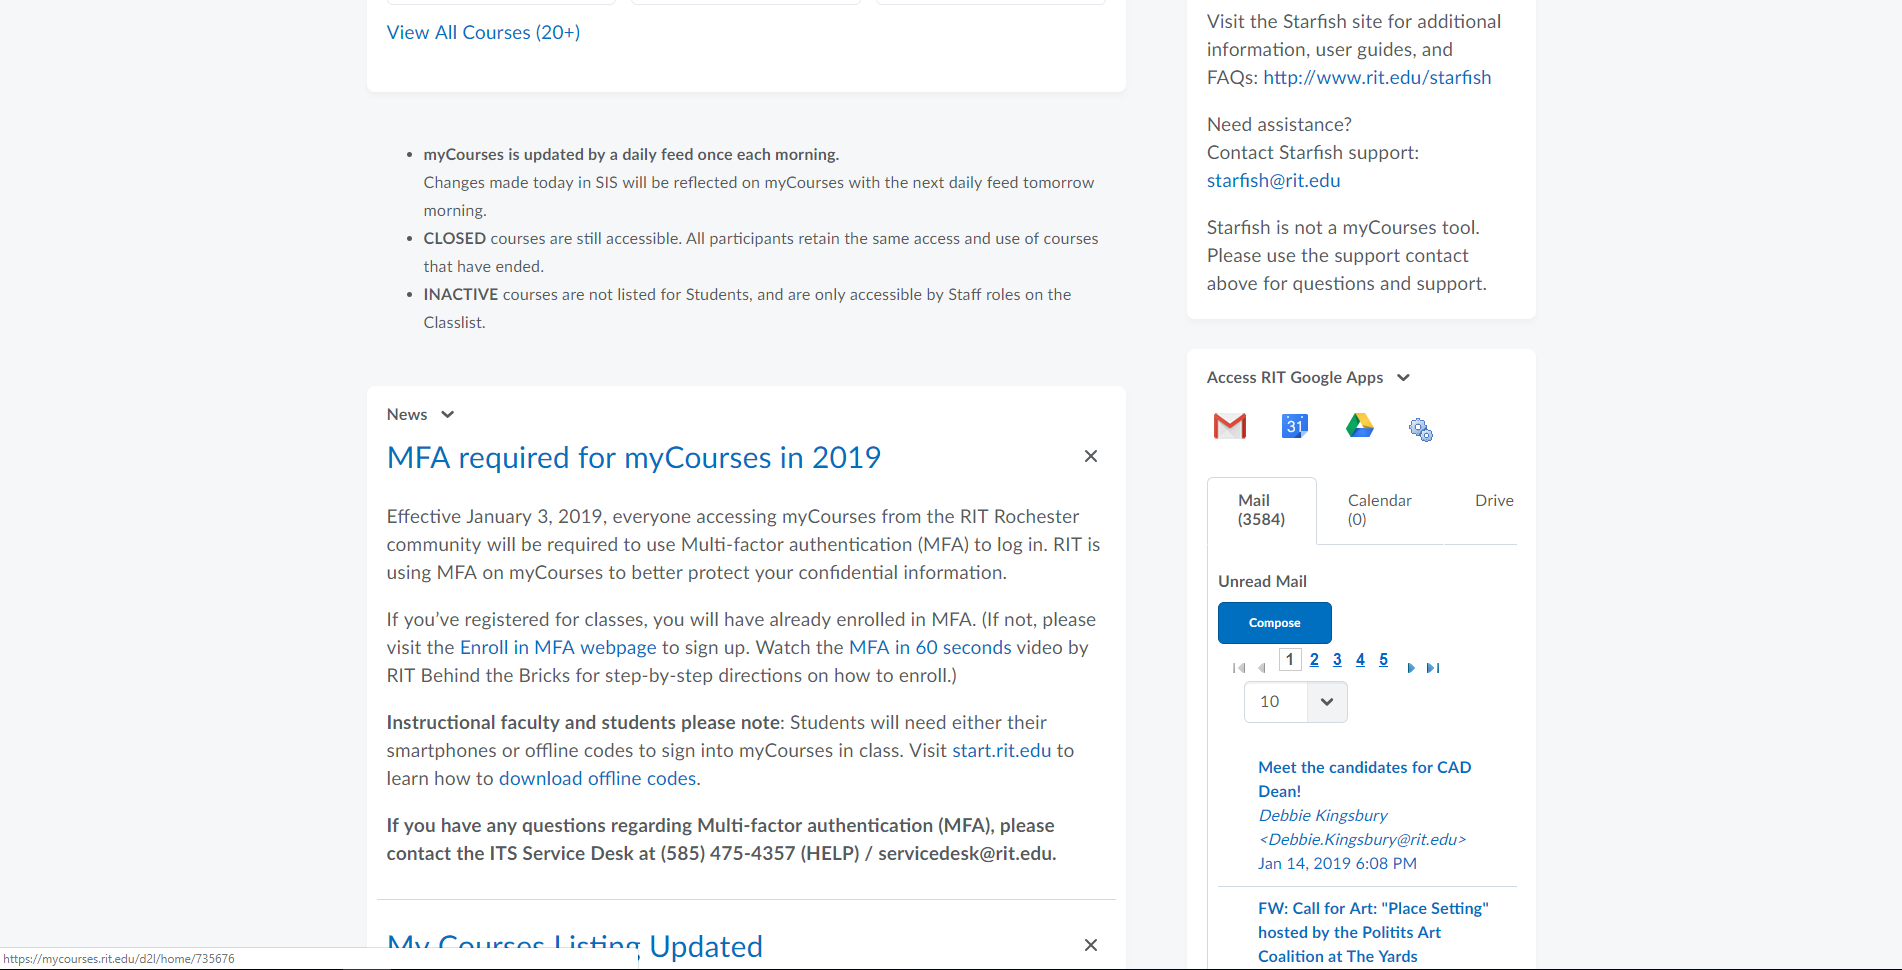 View All Courses (20+)
myCourses is updated by a daily feed once each morning.
Changes made today in SIS will be reflected on myCourses with the next daily feed tomorrow
morning.
CLOSED courses are still accessible. All participants retain the same access and use of courses
that have ended.
INACTIVE courses are not listed for Students, and are only accessible by Staff roles on the
Classlist.
News
MFA required for myCourses in 2019
Effective January 3, 2019, everyone accessing myCourses from the RIT Rochester
community will be required to use Multi-factor authentication (MFA) to log in. RIT is
using MFA on myCourses to better protect your confidential information.
If you’ve registered for classes, you will have already enrolled in MFA. (If not, please
visit the Enroll in MFA webpage to sign up. Watch the MFA in 60 seconds video by
RIT Behind the Bricks for step-by-step directions on how to enroll.)
Instructional faculty and students please note: Students will need either their
smartphones or offline codes to sign into myCourses in class. Visit start.rit.edu to
learn how to download offline codes.
If you have any questions regarding Multi-factor authentication (MFA), please
contact the ITS Service Desk at (585) 475-4357 (HELP) / servicedesk@rit.edu.
My Courses Listing Updated
https://mycourses.rit.edu/d2l/home/735676
Visit the Starfish site for additional
information, user guides, and
FAQs: http://www.rit.edu/starfish
Need assistance?
Contact Starfish support:
starfish@rit.edu
Starfish is not a myCourses tool.
Please use the support contact
above for questions and support.
Access RIT Google Apps
31
Mail
(3584)
Calendar
(0)
Drive
Unread Mail
Compose
1 2 3 4 5
10
Meet the candidates for CAD
Dean!
Debbie Kingsbury
<Debbie.Kingsbury@rit.edu>
Jan 14, 2019 6:08 PM
FW: Call for Art: "Place Setting"
hosted by the Politits Art
Coalition at The Yards